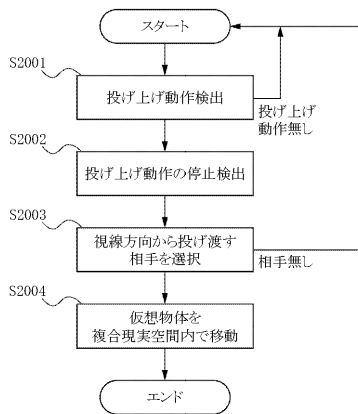 スタート
S2001
投げ上げ動作検出
投げ上げ
動作無し
S2002
投げ上げ動作の停止検出
S2003
視線方向から投げ渡す
相手を選択
相手無し
S2004
仮想物体を
複合現実空間内で移動
エンド